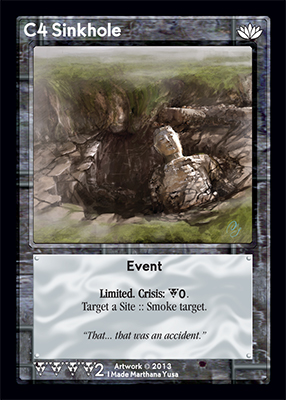 C4 Sinkhole
Event
Limited. Crisis: 0.
Target a Site :: Smoke target.
"That... that was an accident."
2
Artwork © 2013
I Made Marthana Yusa